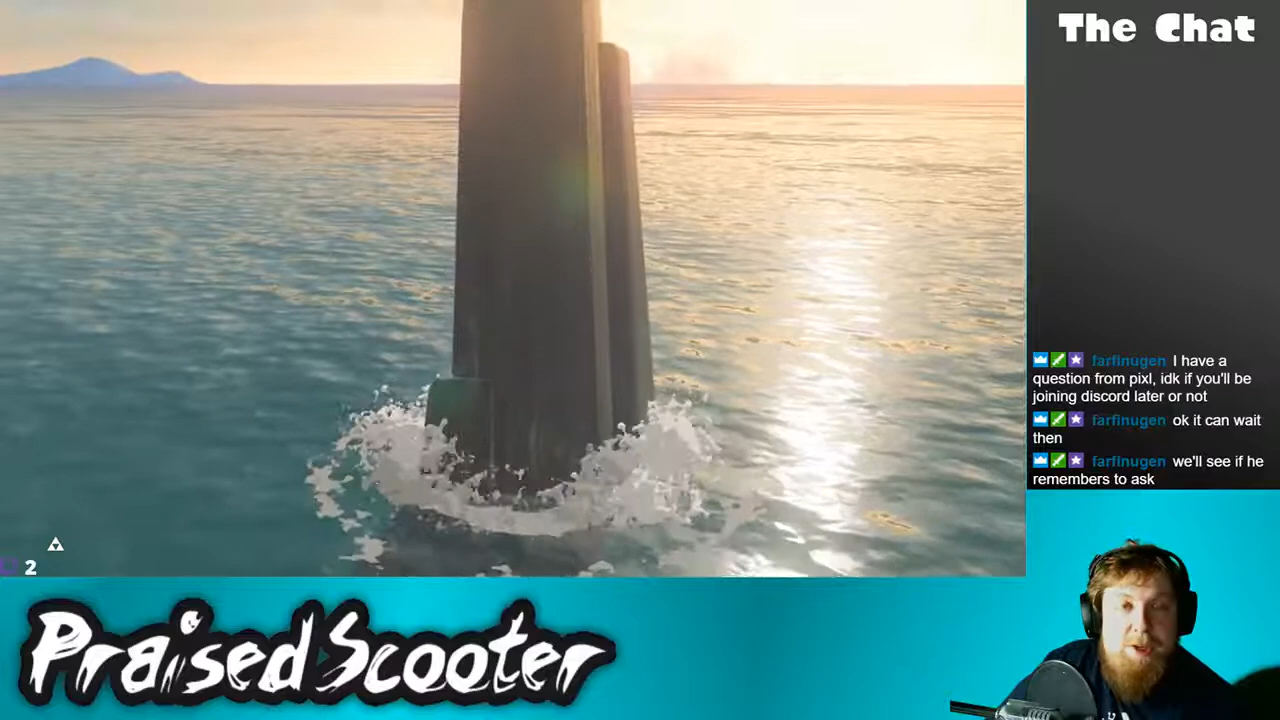 The Chat
farfinugen I have a
question from pixl, idk if you'll be
joining discord later or not
farfinugen ok it can wait
then
farfinugen we'll see if he
remembers to ask
2
PraisedScooter